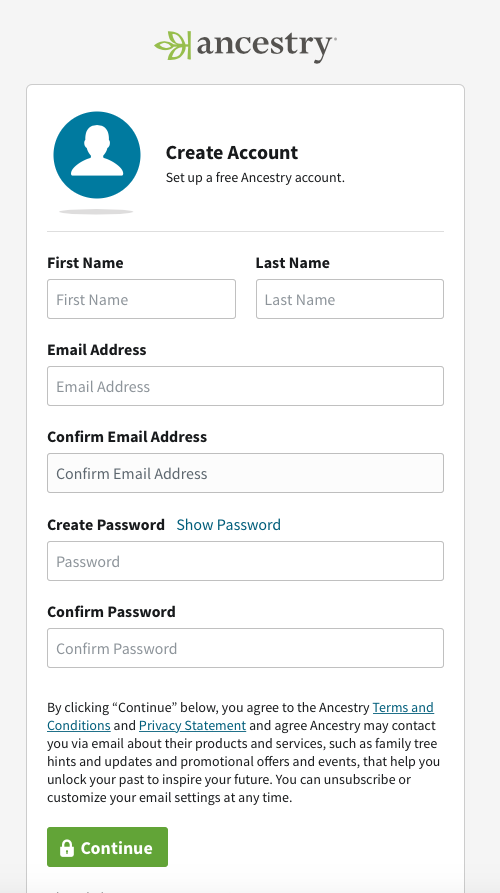 ancestry
Create Account
Set up a free Ancestry account.
First Name Last Name
First Name Last Name
Email Address
Email Address
Confirm Email Address
Confirm Email Address
Create Password Show Password
Password
Confirm Password
Confirm Password
By clicking “Continue” below, you agree to the Ancestry Terms and
Conditions and Privacy Statement and agree Ancestry may contact
you via email about their products and services, such as family tree
hints and updates and promotional offers and events, that help you
unlock your past to inspire your future. You can unsubscribe or
customize your email settings at any time.
Continue